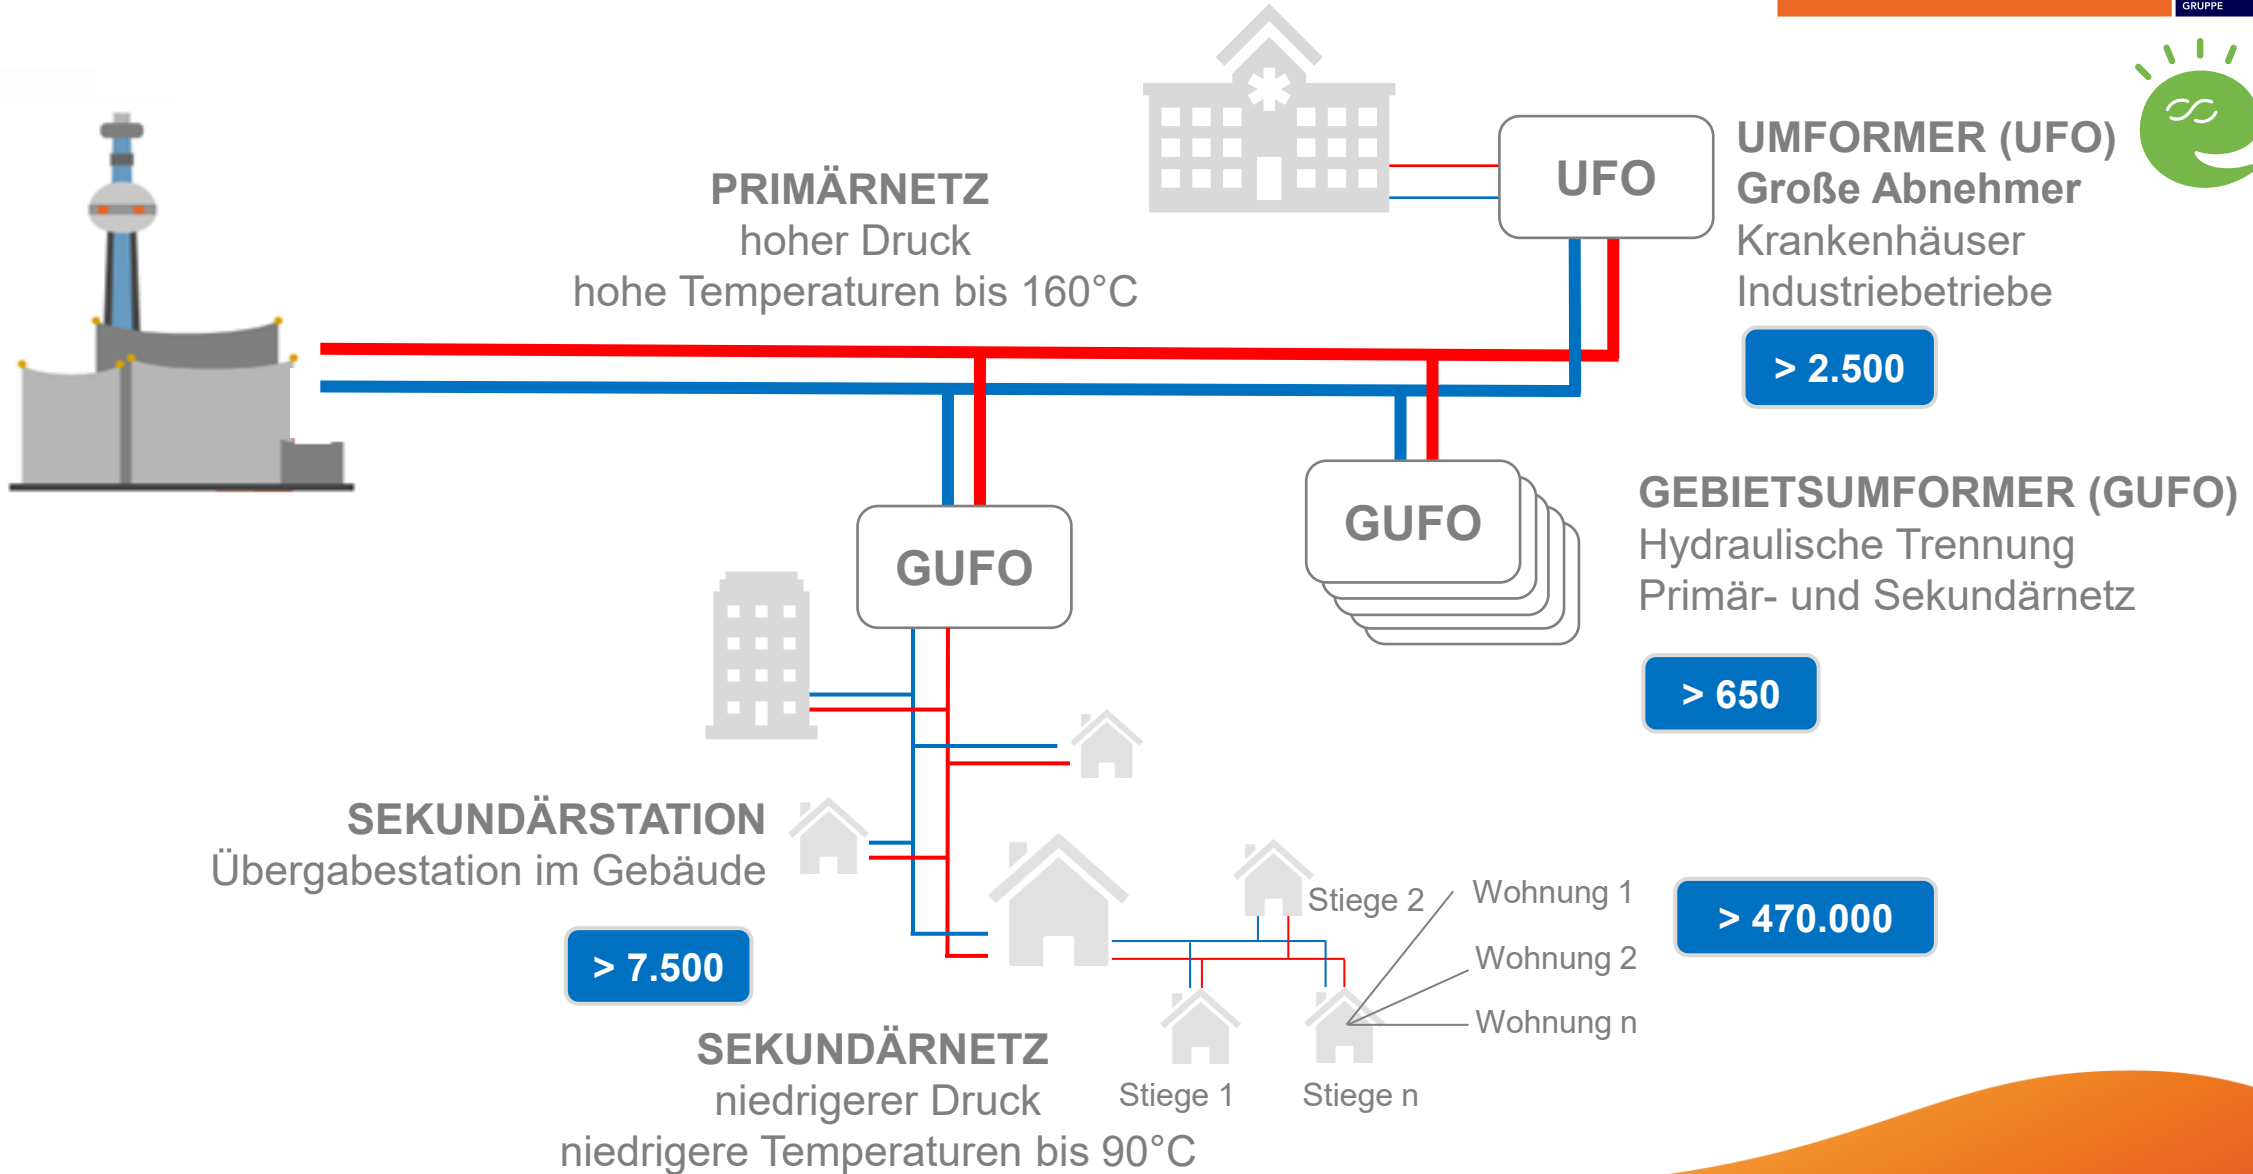 GRUPPE
PRIMÄRNETZ
hoher Druck
hohe Temperaturen bis 160°C
UFO
UMFORMER (UFO)
Große Abnehmer
Krankenhäuser
Industriebetriebe
> 2.500
GUFO
GUFO
GEBIETSUMFORMER (GUFO)
Hydraulische Trennung
Primär- und Sekundärnetz
> 650
SEKUNDÄRSTATION
Übergabestation im Gebäude
> 7.500
Stiege 2
Wohnung 1
Wohnung 2
Wohnung n
> 470.000
Stiege 1
Stiege n
SEKUNDÄRNETZ
niedrigerer Druck
niedrigere Temperaturen bis 90°C